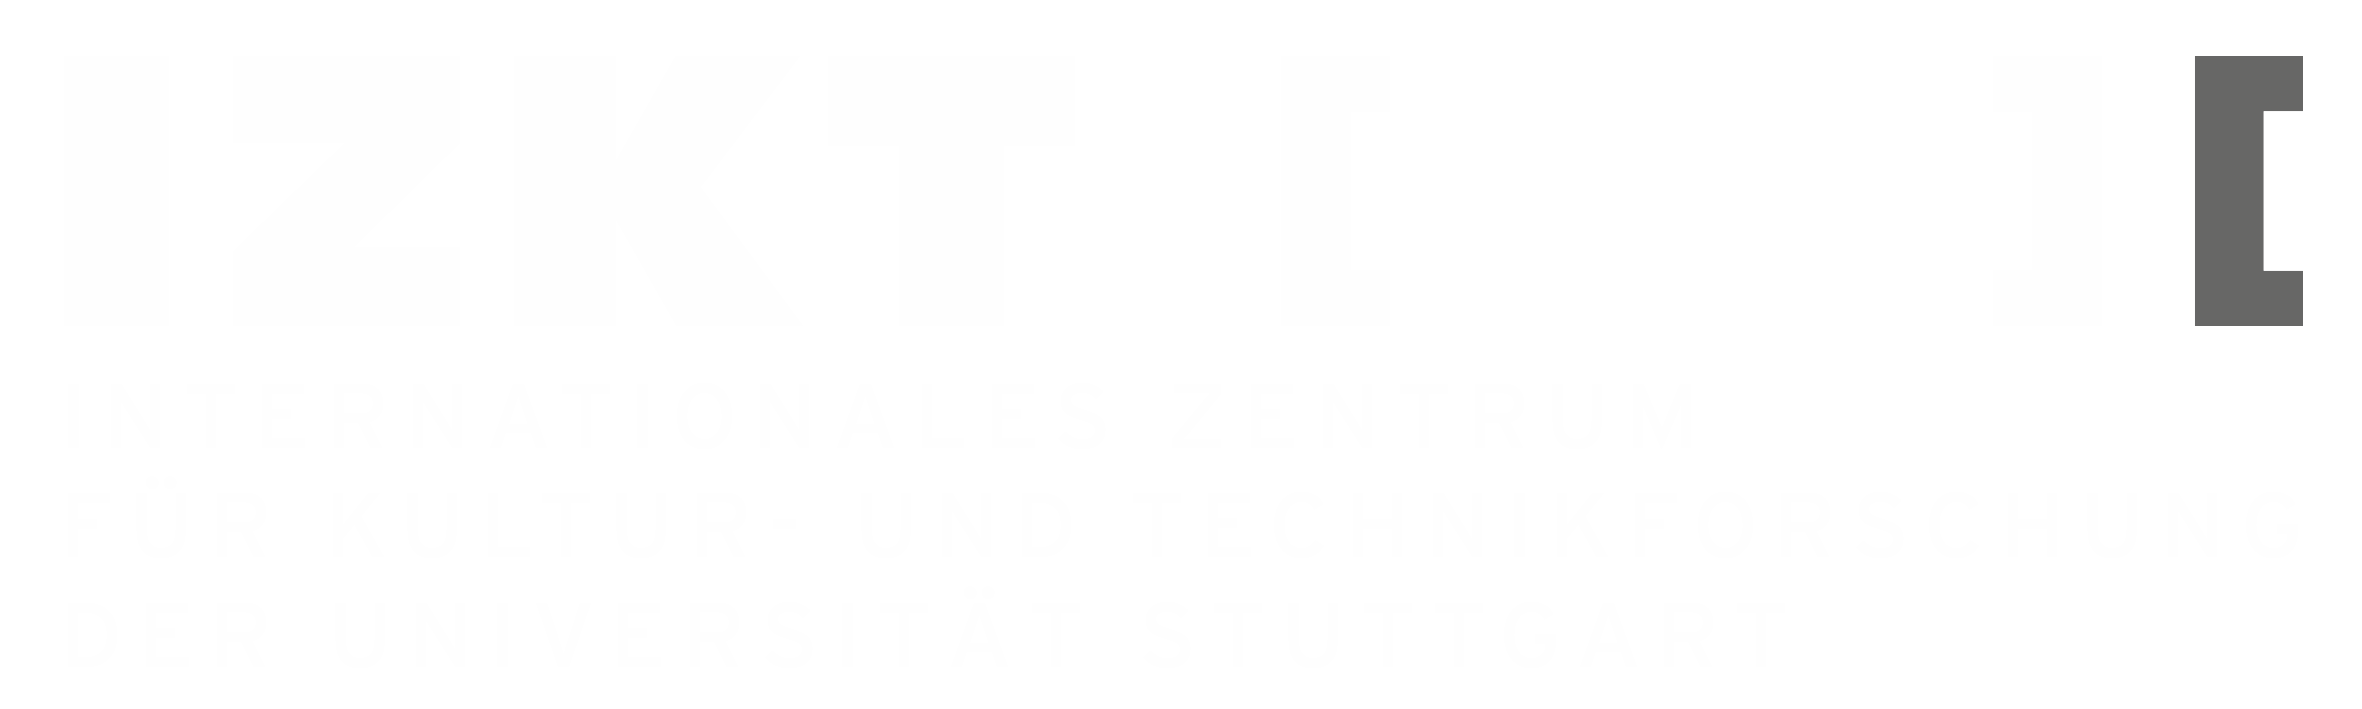 IZKT [ ] [
INTERNATIONALES ZENTRUM
FÜR KULTUR- UND TECHNIKFORSCHUNG
DER UNIVERSITÄT STUTTGART